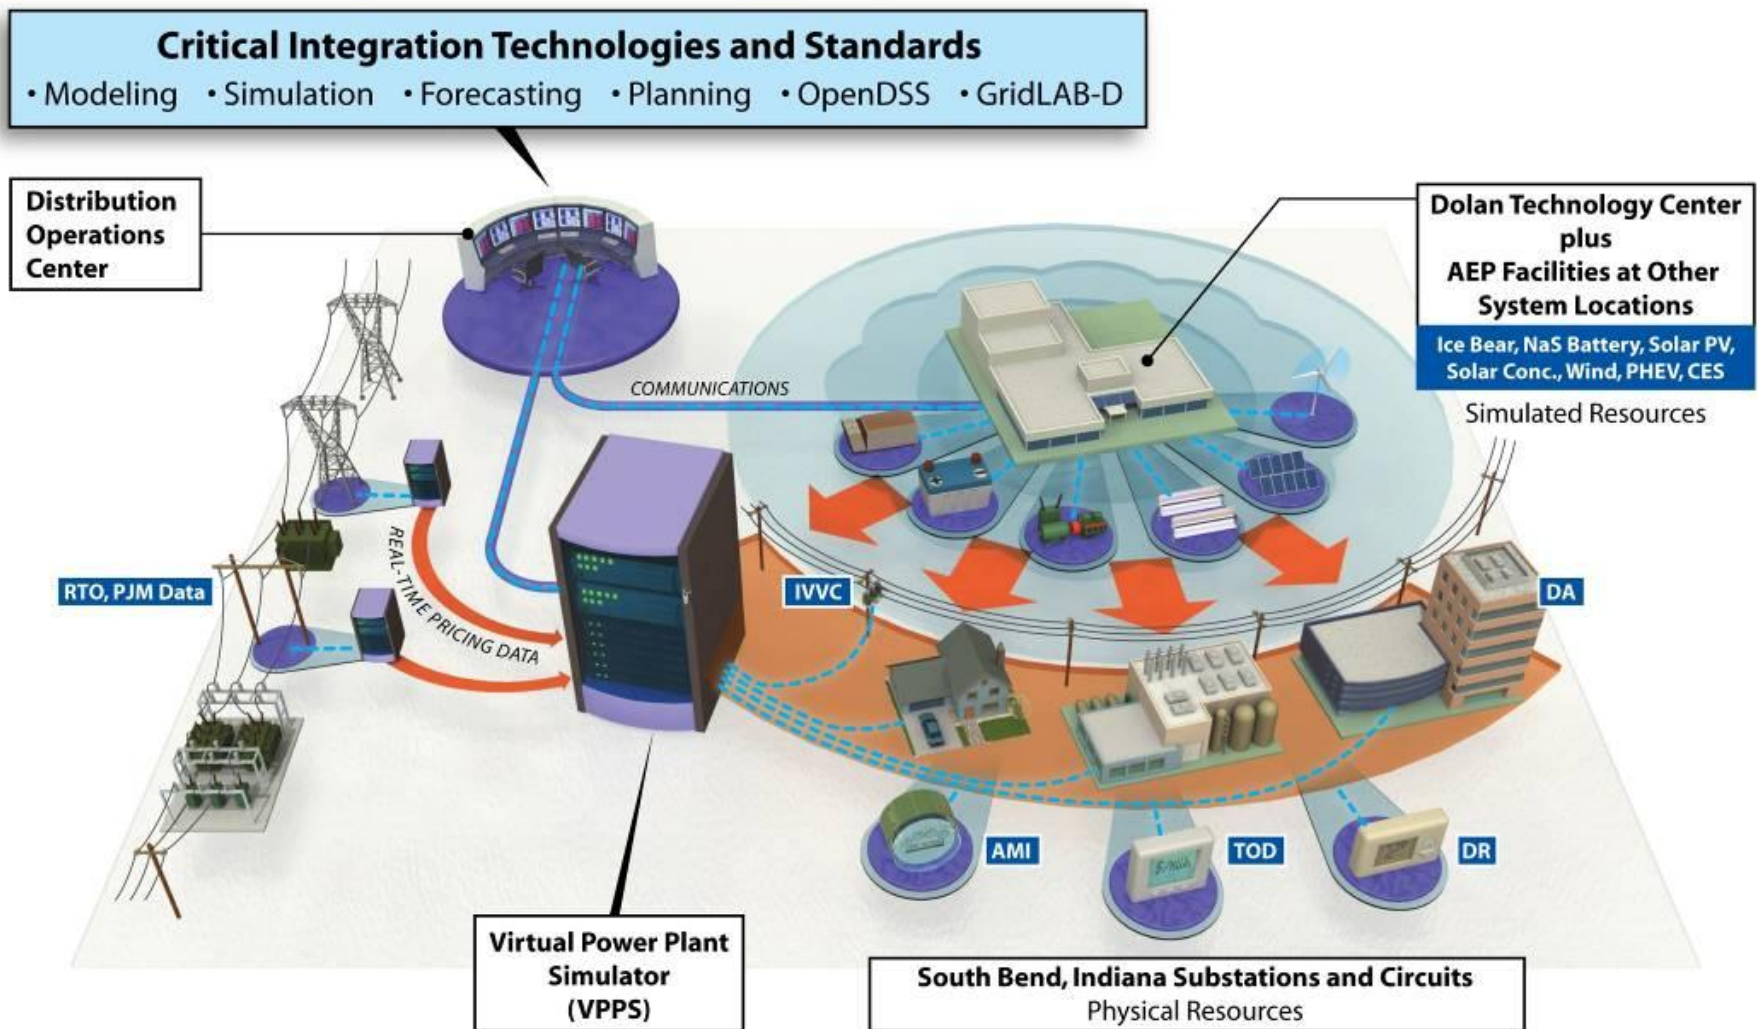 Critical Integration Technologies and Standards
• Modeling • Simulation • Forecasting • Planning • OpenDSS • GridLAB-D
Distribution
Operations
Center
Dolan Technology Center
plus
AEP Facilities at Other
System Locations
Ice Bear, NaS Battery, Solar PV,
Solar Conc., Wind, PHEV, CES
Simulated Resources
COMMUNICATIONS
REAL-TIME PRICING DATA
RTO, PJM Data
IVVC
DA
AMI
TOD
DR
Virtual Power Plant
Simulator
(VPPS)
South Bend, Indiana Substations and Circuits
Physical Resources